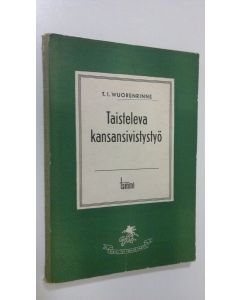 T. I. WUORENRINNE
Taisteleva
kansansivistystyö
tammi